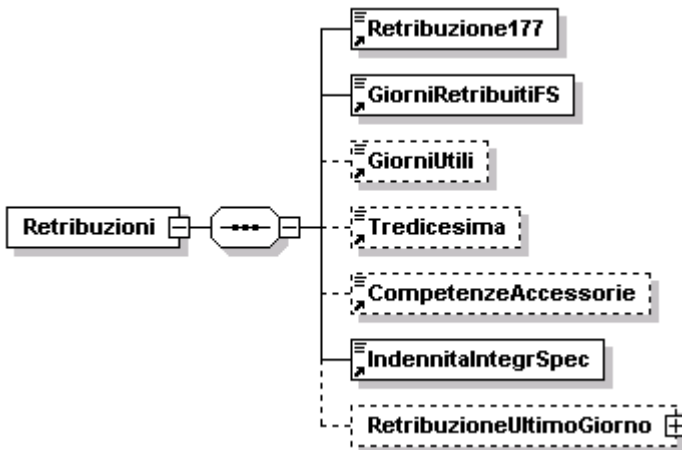 Retribuzione177
GiorniRetribuitiFS
GiorniUtili
Retribuzioni
Tredicesima
CompetenzeAccessorie
IndennitaIntegrSpec
RetribuzioneUltimoGiorno